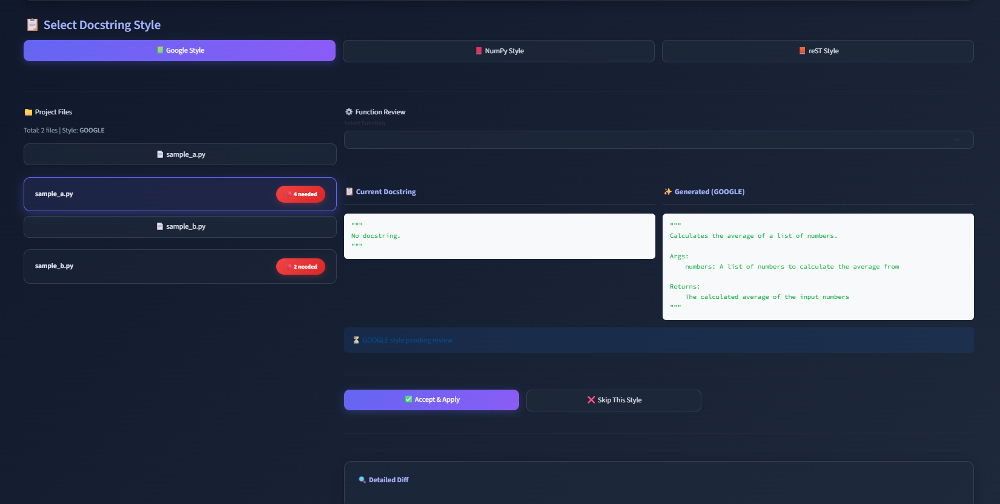 Select Docstring Style
Google Style
NumPy Style
reST Style
Project Files
Total: 2 files | Style: GOOGLE
sample_a.py
sample_a.py
4 needed
sample_b.py
sample_b.py
2 needed
Function Review
Select Function
Current Docstring
"""
No docstring.
"""
Generated (GOOGLE)
"""
Calculates the average of a list of numbers.
Args:
numbers: A list of numbers to calculate the average from
Returns:
The calculated average of the input numbers
"""
GOOGLE style pending review
Accept & Apply
Skip This Style
Detailed Diff